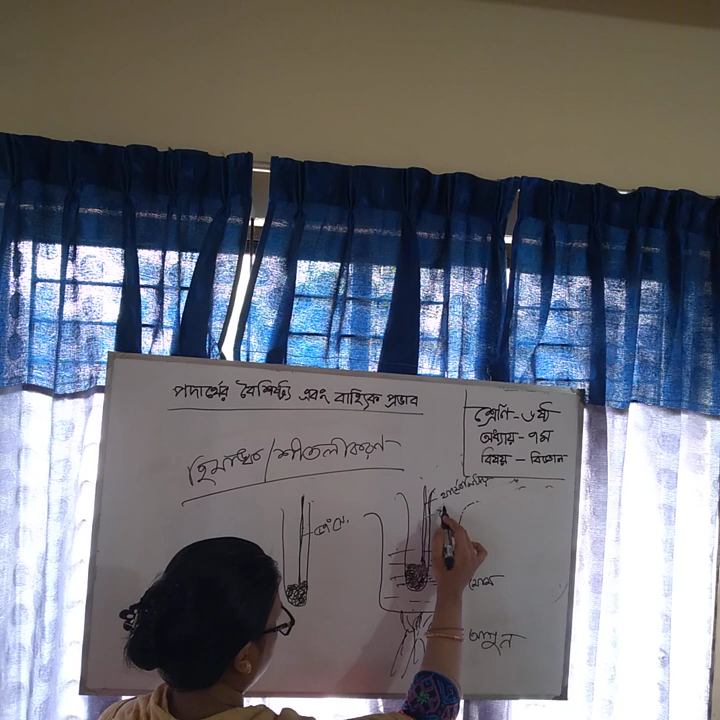 পদার্থের বৈশিষ্ট্য এবং বাহ্যিক প্রভাব
শ্রেণি - ৬ষ্ঠ
অধ্যায় - ৭ম
বিষয় - বিজ্ঞান
হিমাঙ্ক/শীতলীকরণ
থার্মোমিটার
মোম
আগুন